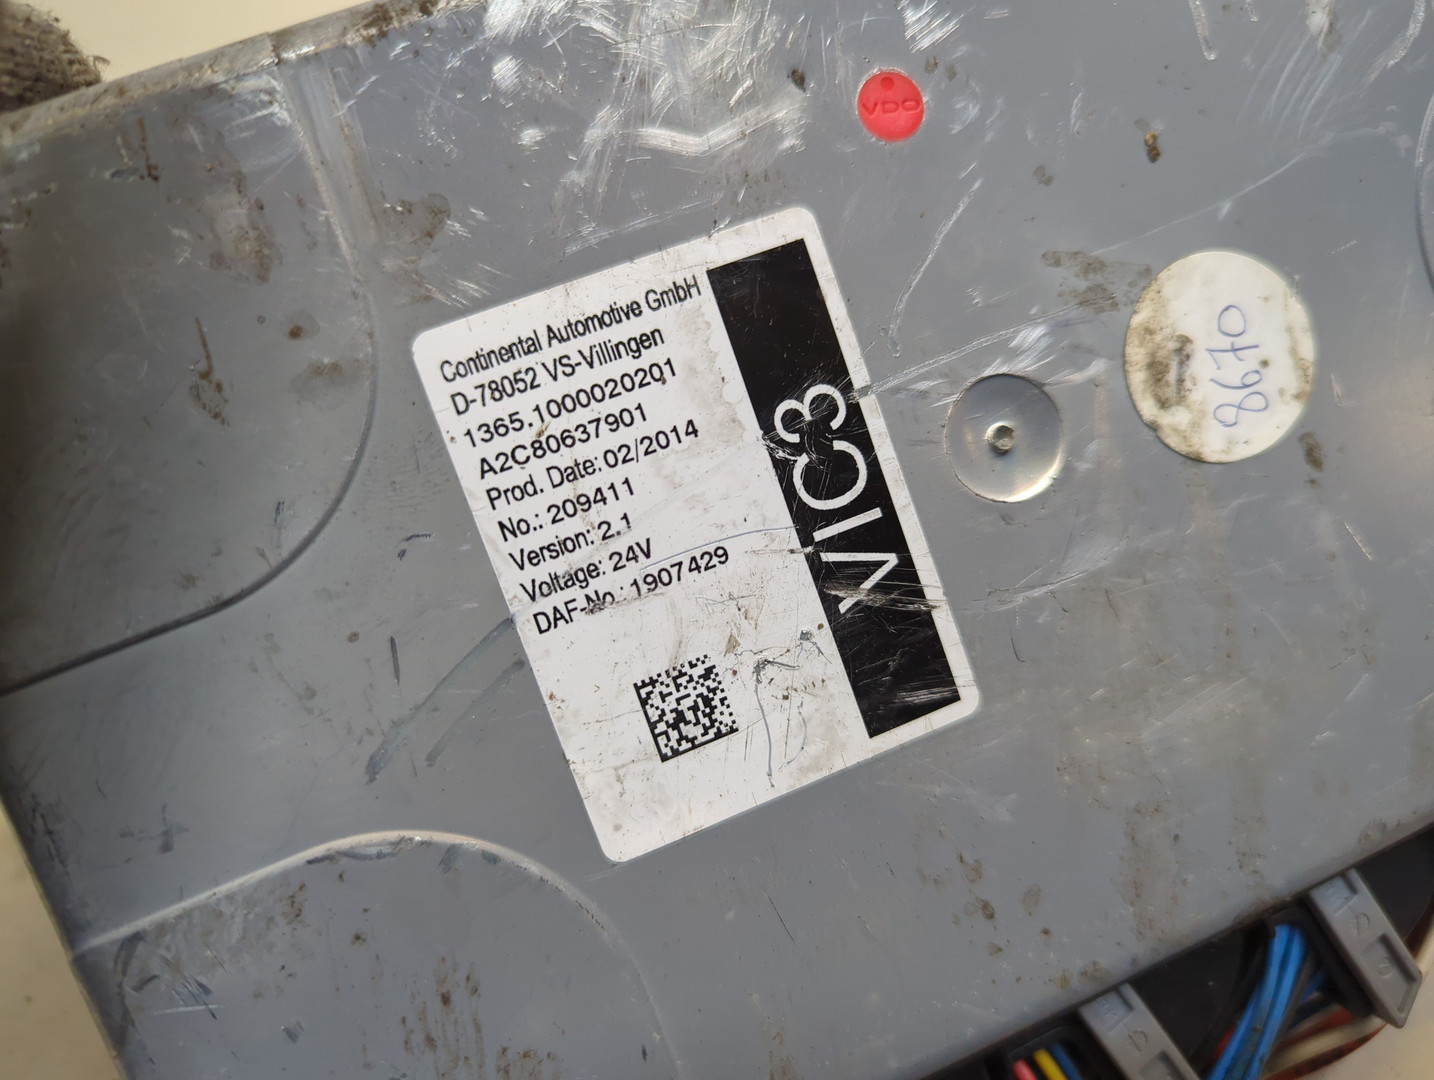 VDO
Continental Automotive GmbH
D-78052 VS-Villingen
1365.1000020201
A2C80637901
Prod. Date: 02/2014
No.: 209411
Version: 2.1
Voltage: 24V
DAF-No.: 1907429
VIC3
8670